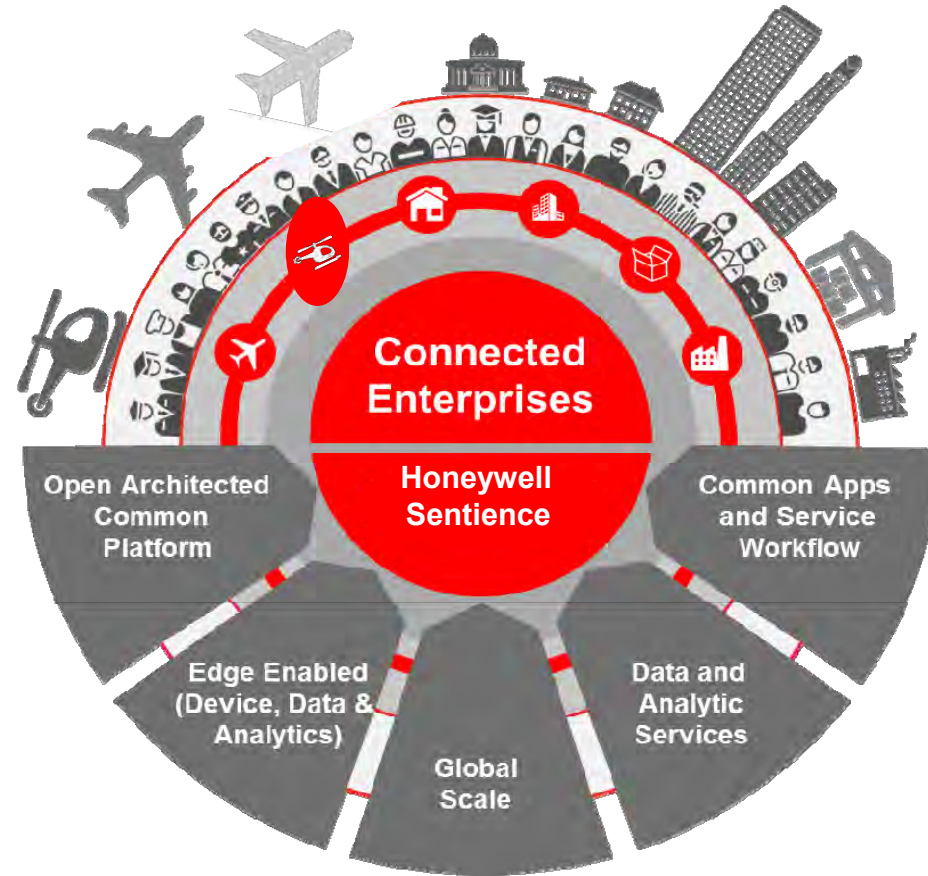 Connected
Enterprises
Honeywell
Sentience
Open Architected
Common
Platform
Edge Enabled
(Device, Data &
Analytics)
Global
Scale
Data and
Analytic
Services
Common Apps
and Service
Workflow